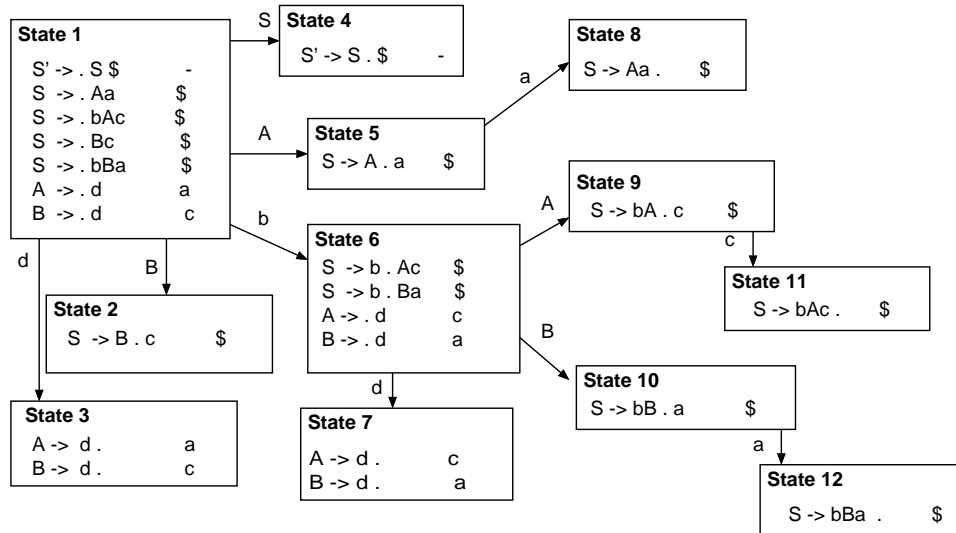 State 1
S' -> . S $ -
S -> . Aa $
S -> . bAc $
S -> . Bc $
S -> . bBa $
A -> . d a
B -> . d c
S
State 4
S' -> S . $ -
A
State 5
S -> A . a $
a
State 8
S -> Aa . $
b
State 6
S -> b . Ac $
S -> b . Ba $
A -> . d c
B -> . d a
A
State 9
S -> bA . c $
c
State 11
S -> bAc . $
d
B
State 2
S -> B . c $
State 3
A -> d . a
B -> d . c
d
State 7
A -> d . c
B -> d . a
B
State 10
S -> bB . a $
a
State 12
S -> bBa . $